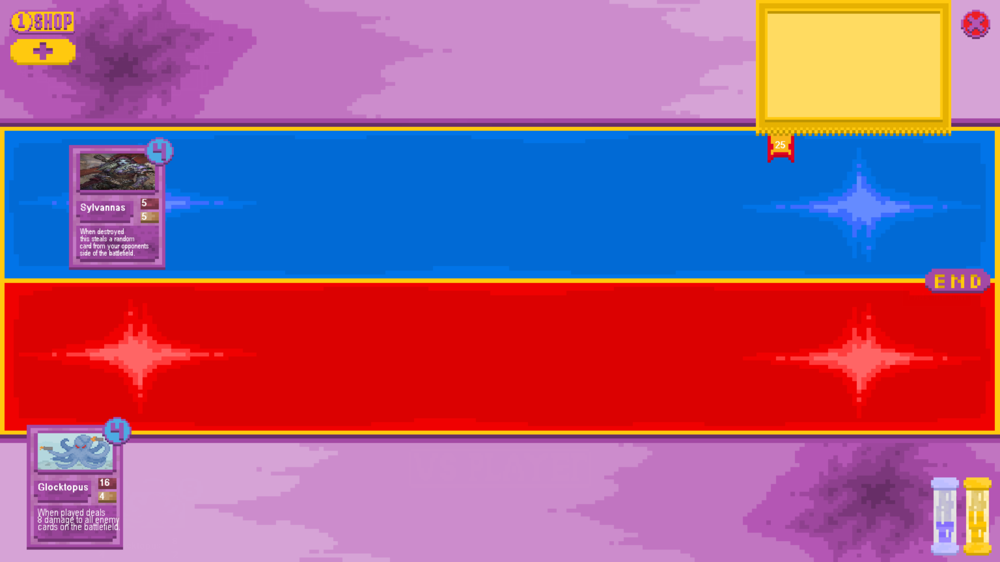 1 SHOP
25
4
Sylvannas
5
5
When destroyed
this steals a random
card from your opponents
side of the battlefield.
END
4
Glocktopus
16
4
When played deals
8 damage to all enemy
cards on the battlefield.